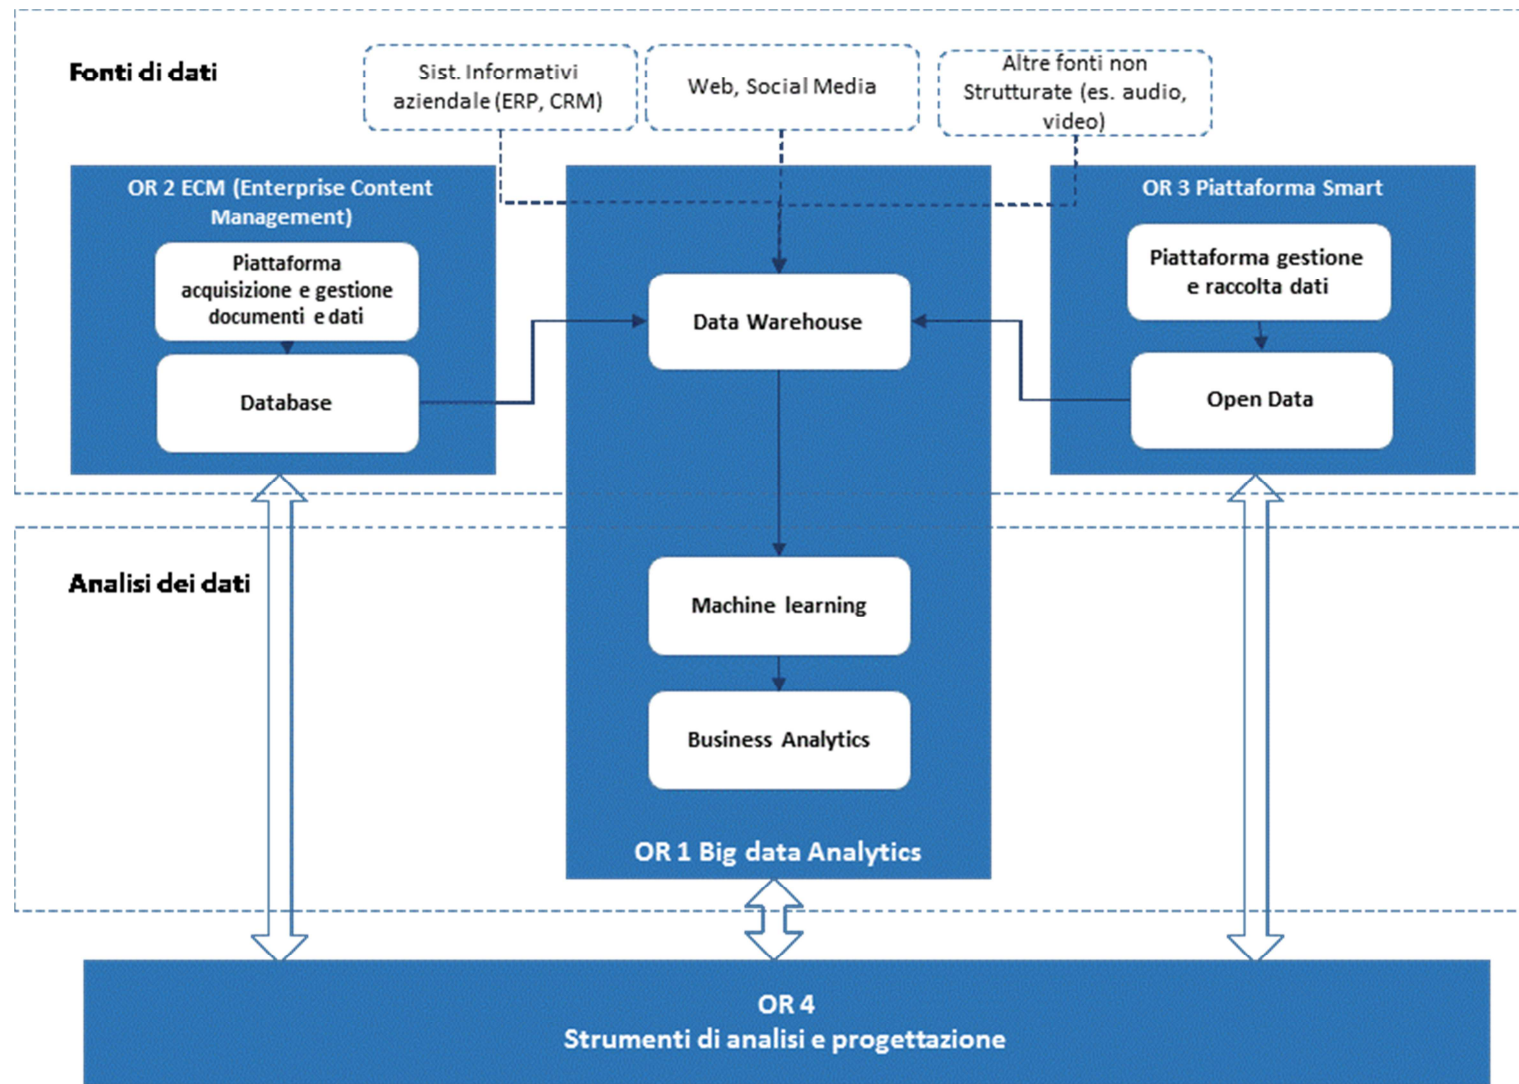 Fonti di dati
Sist. Informativi
aziendale (ERP, CRM)
Web, Social Media
Altre fonti non
Strutturate (es. audio,
video)
OR 2 ECM (Enterprise Content
Management)
Piattaforma
acquisizione e gestione
documenti e dati
Database
Data Warehouse
OR 3 Piattaforma Smart
Piattaforma gestione
e raccolta dati
Open Data
Analisi dei dati
Machine learning
Business Analytics
OR 1 Big data Analytics
OR 4
Strumenti di analisi e progettazione